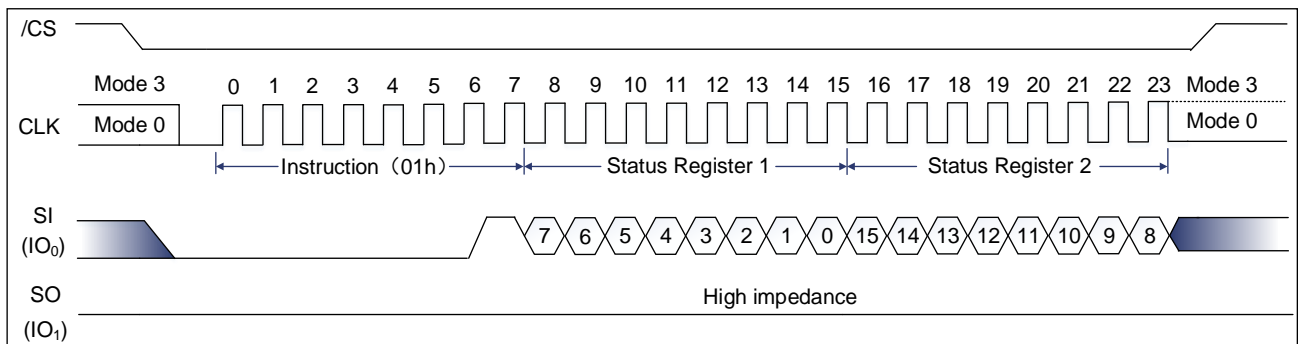 /CS
Mode 3 0 1 2 3 4 5 6 7 8 9 10 11 12 13 14 15 16 17 18 19 20 21 22 23 Mode 3
CLK Mode 0 Mode 0
Instruction（01h） Status Register 1 Status Register 2
SI
(IO₀) 7 6 5 4 3 2 1 0 15 14 13 12 11 10 9 8
SO High impedance
(IO₁)